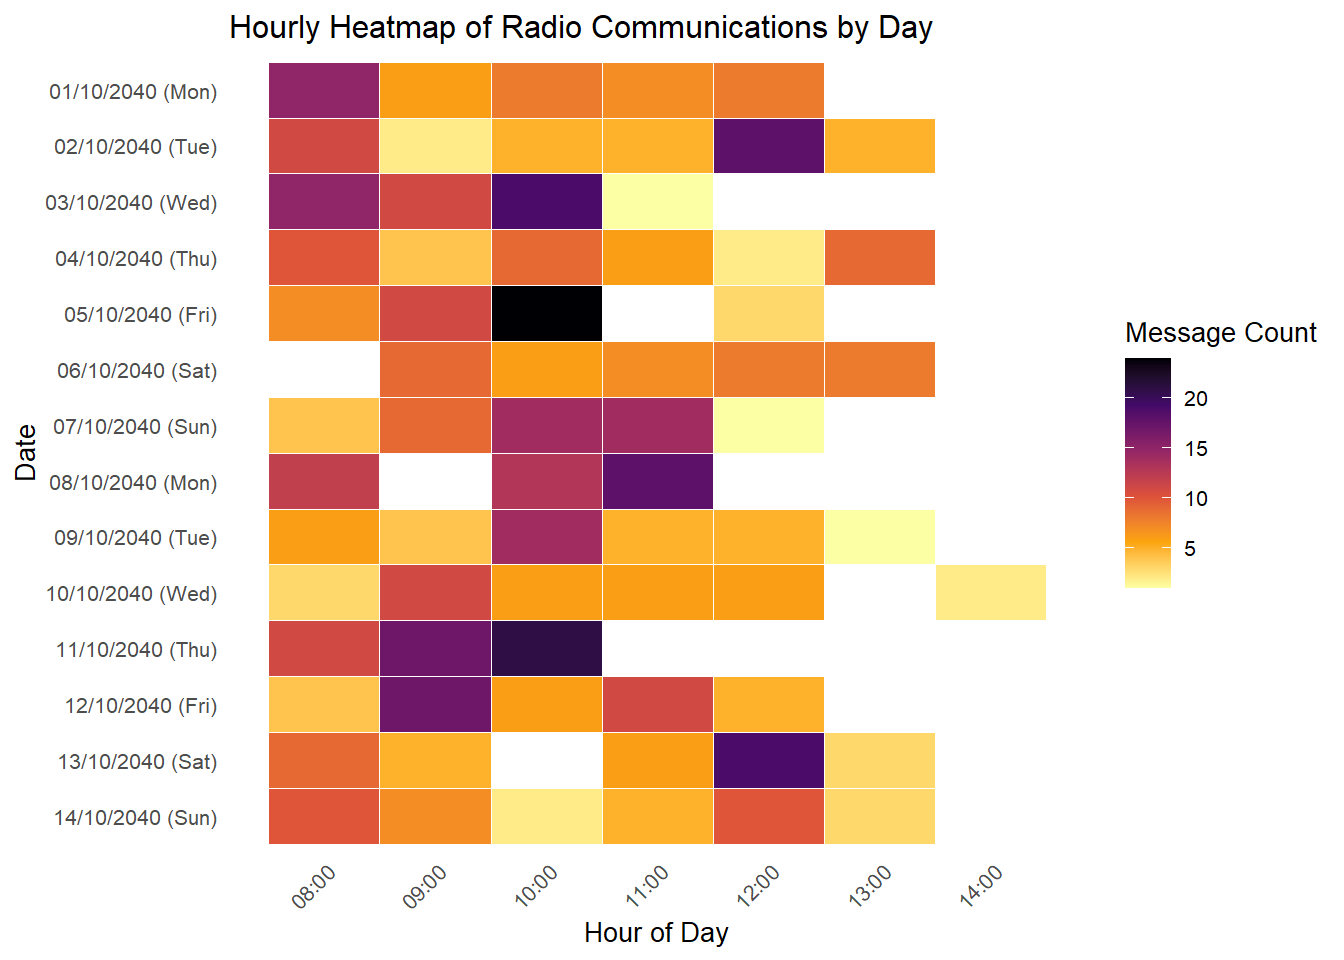 Hourly Heatmap of Radio Communications by Day
01/10/2040 (Mon)
02/10/2040 (Tue)
03/10/2040 (Wed)
04/10/2040 (Thu)
05/10/2040 (Fri)
06/10/2040 (Sat)
07/10/2040 (Sun)
08/10/2040 (Mon)
09/10/2040 (Tue)
10/10/2040 (Wed)
11/10/2040 (Thu)
12/10/2040 (Fri)
13/10/2040 (Sat)
14/10/2040 (Sun)
Date
08:00
09:00
10:00
11:00
12:00
13:00
14:00
Hour of Day
Message Count
20
15
10
5